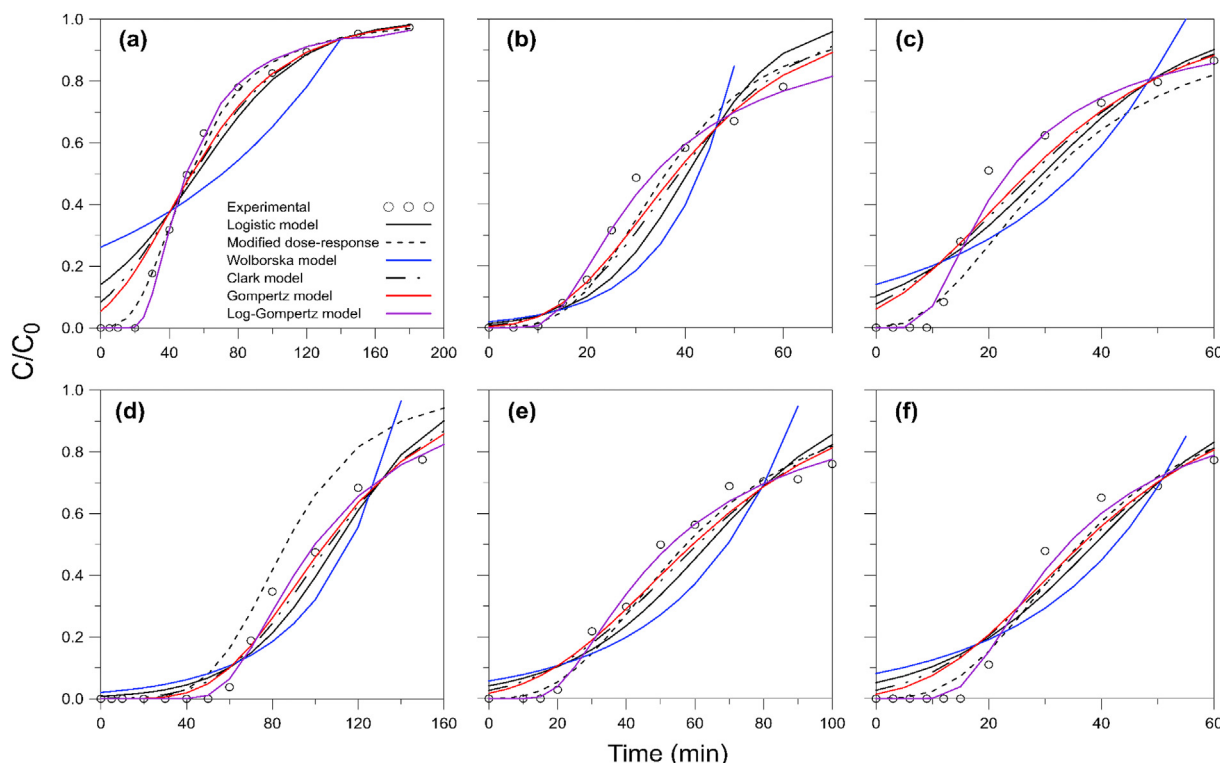 1.0
(a)
(b)
(c)
0.8
0.6
0.4
Experimental
Logistic model
Modified dose-response
0.2
Wolborska model
Clark model
Gompertz model
Log-Gompertz model
0.0
0 40 80 120 160 200
0 20 40 60
0 20 40 60
C/C0
1.0
(d)
(e)
(f)
0.8
0.6
0.4
0.2
0.0
0 40 80 120 160
0 20 40 60 80 100
0 20 40 60
Time (min)